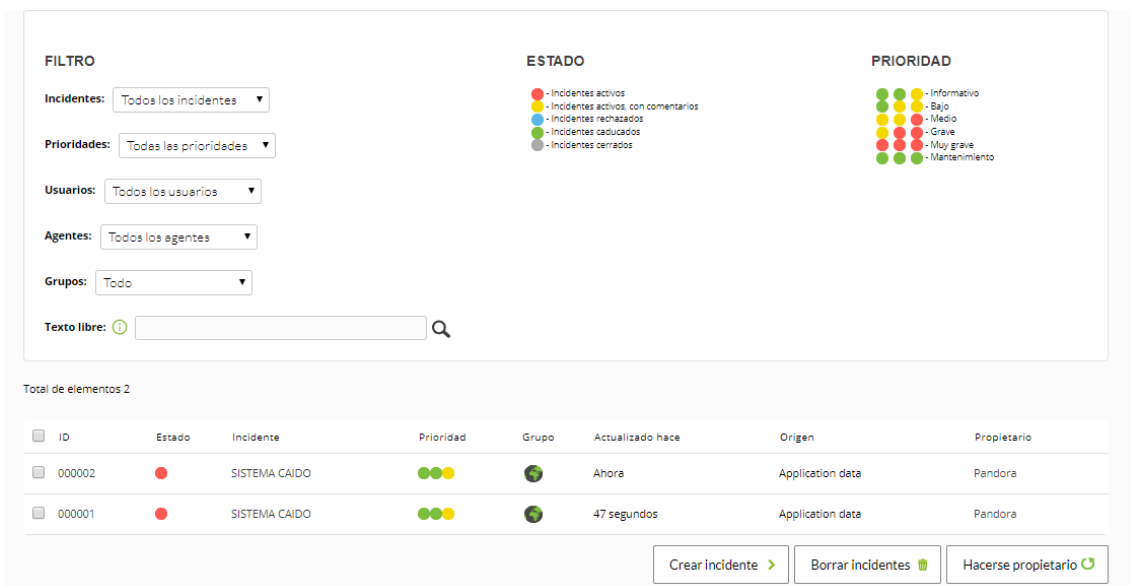 FILTRO
Incidentes: Todos los incidentes
Prioridades: Todas las prioridades
Usuarios: Todos los usuarios
Agentes: Todos los agentes
Grupos: Todo
Texto libre:
ESTADO
- Incidentes activos
- Incidentes activos, con comentarios
- Incidentes rechazados
- Incidentes caducados
- Incidentes cerrados
PRIORIDAD
- Informativo
- Bajo
- Medio
- Grave
- Muy grave
- Mantenimiento
Total de elementos 2
ID Estado Incidente Prioridad Grupo Actualizado hace Origen Propietario
000002 SISTEMA CAIDO Ahora Application data Pandora
000001 SISTEMA CAIDO 47 segundos Application data Pandora
Crear incidente Borrar incidentes Hacerse propietario